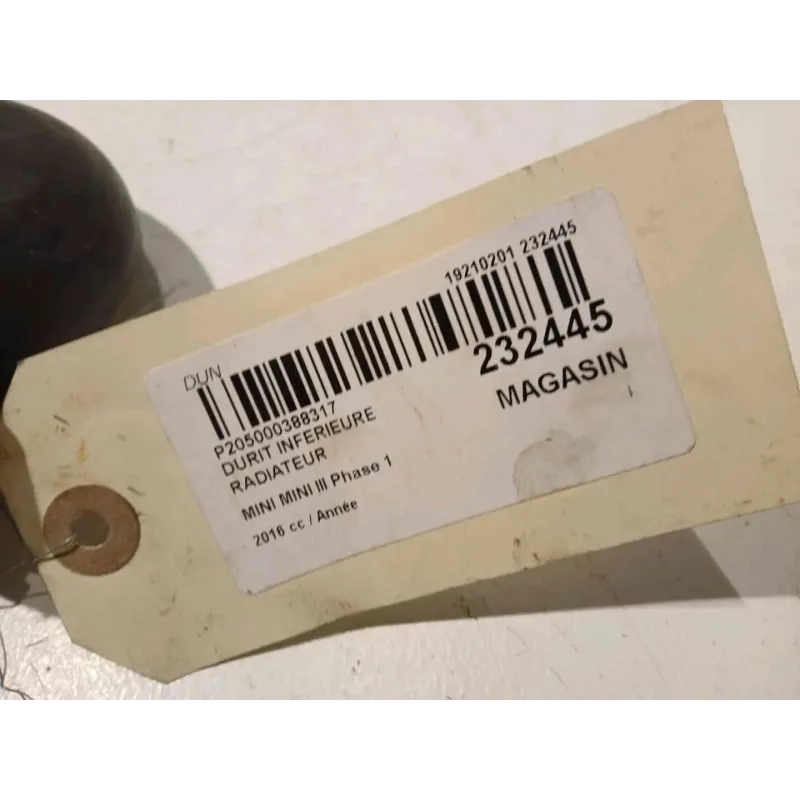 19210201 232445
DUN
232445
MAGASIN
P205000388317
DURIT INFERIEURE
RADIATEUR
MINI MINI III Phase 1
2016 cc / Année